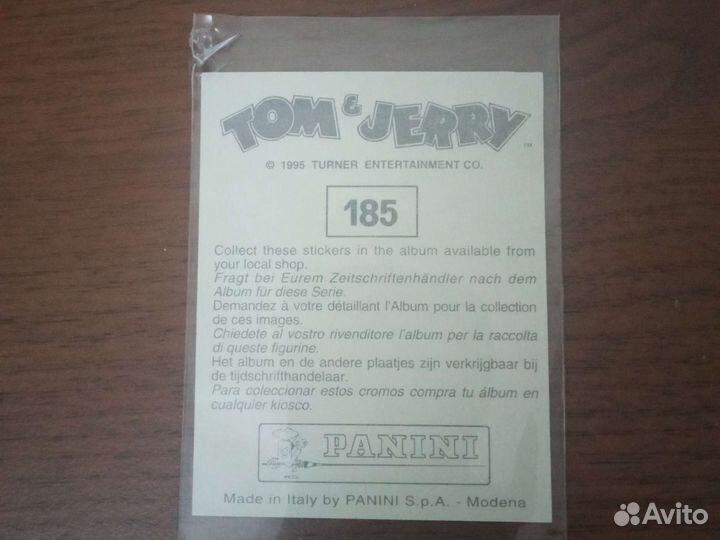 TOM & JERRY TM
© 1995 TURNER ENTERTAINMENT CO.
185
Collect these stickers in the album available from
your local shop.
Fragt bei Eurem Zeitschriftenhändler nach dem
Album für diese Serie.
Demandez à votre détaillant l'Album pour la collection
de ces images.
Chiedete al vostro rivenditore l'album per la raccolta
di queste figurine.
Het album en de andere plaatjes zijn verkrijgbaar bij
de tijdschrifthandelaar.
Para coleccionar estos cromos compra tu álbum en
cualquier kiosco.
PANINI
Made in Italy by PANINI S.p.A. - Modena
Avito